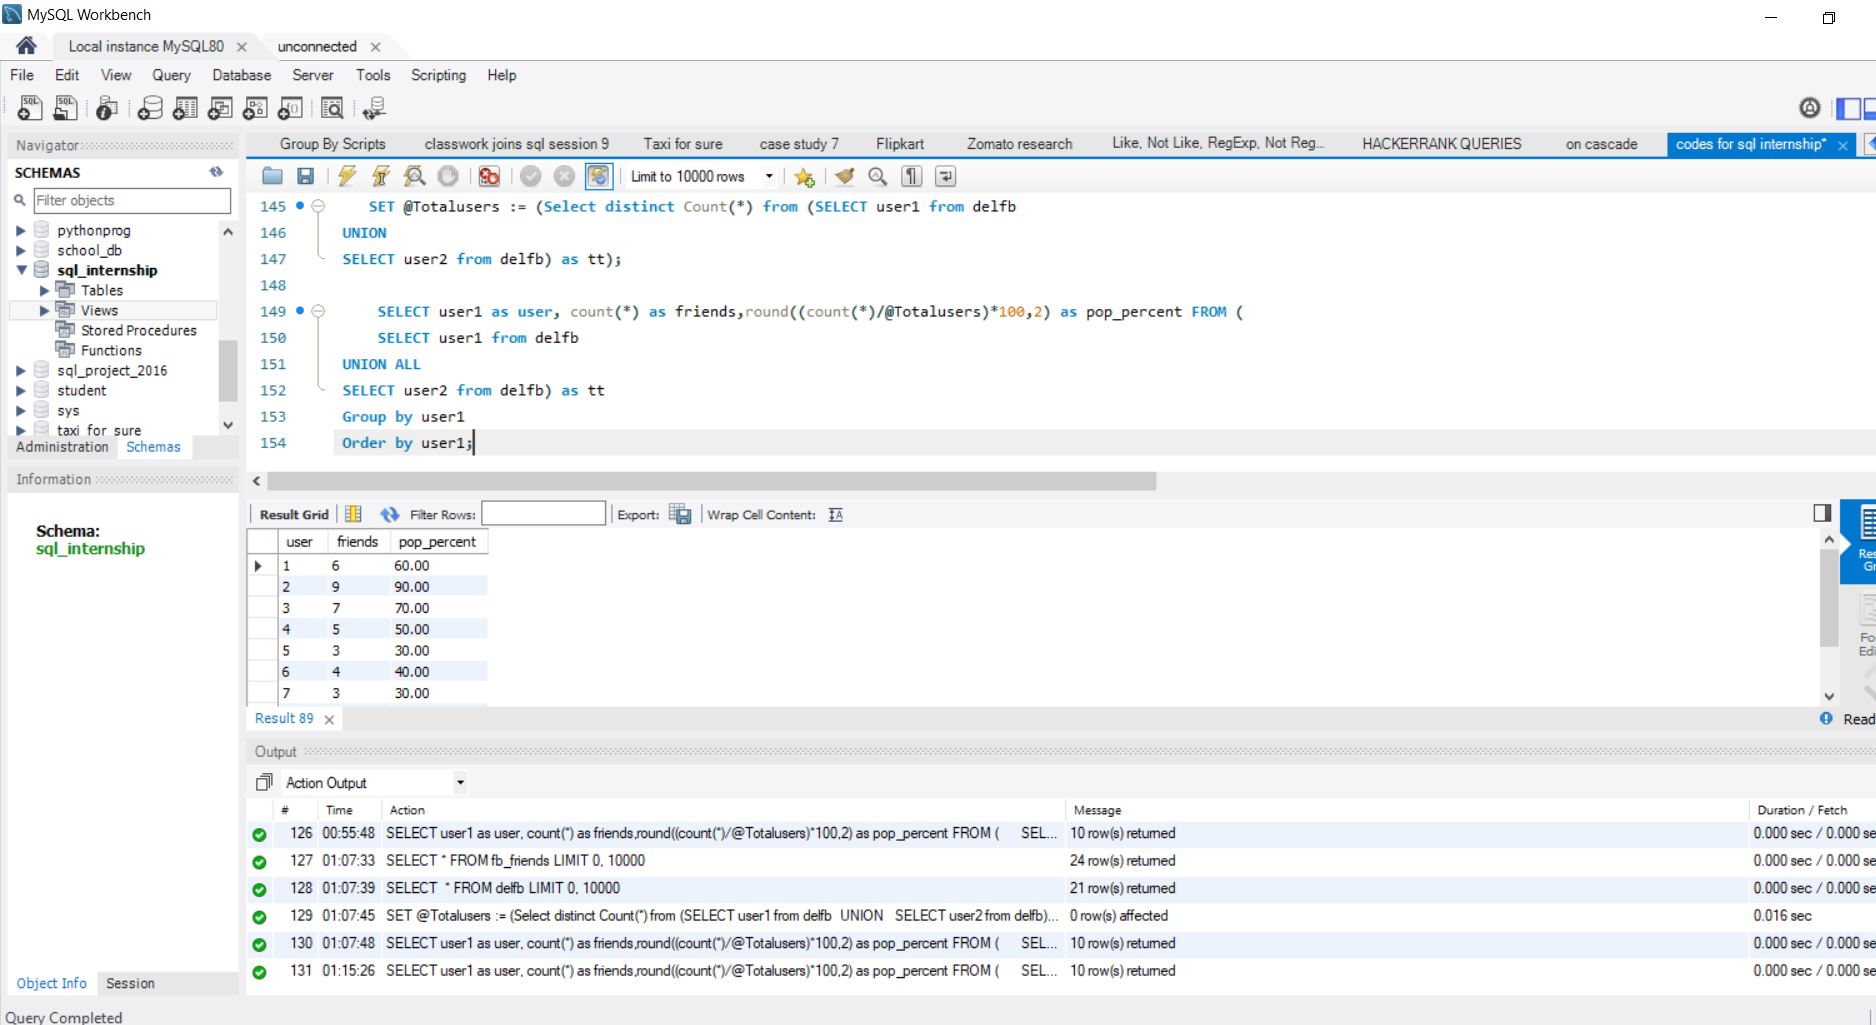 MySQL Workbench
Local instance MySQL80
unconnected
File Edit View Query Database Server Tools Scripting Help
Navigator
SCHEMAS
Filter objects
pythonprog
school_db
sql_internship
Tables
Views
Stored Procedures
Functions
sql_project_2016
student
sys
taxi_for_sure
Administration Schemas
Information
Schema:
sql_internship
Object Info Session
Query Completed
Group By Scripts classwork joins sql session 9 Taxi for sure case study 7 Flipkart Zomato research Like, Not Like, RegExp, Not Reg... HACKERRANK QUERIES on cascade codes for sql internship*
Limit to 10000 rows
145 SET @Totalusers := (Select distinct Count(*) from (SELECT user1 from delfb
146 UNION
147 SELECT user2 from delfb) as tt);
148
149 SELECT user1 as user, count(*) as friends,round((count(*)/@Totalusers)*100,2) as pop_percent FROM (
150 SELECT user1 from delfb
151 UNION ALL
152 SELECT user2 from delfb) as tt
153 Group by user1
154 Order by user1;
Result Grid Filter Rows: Export: Wrap Cell Content:
user friends pop_percent
1 6 60.00
2 9 90.00
3 7 70.00
4 5 50.00
5 3 30.00
6 4 40.00
7 3 30.00
Result 89
Read
Output
Action Output
# Time Action Message Duration / Fetch
126 00:55:48 SELECT user1 as user, count(*) as friends,round((count(*)/@Totalusers)*100,2) as pop_percent FROM ( SEL... 10 row(s) returned 0.000 sec / 0.000 se
127 01:07:33 SELECT * FROM fb_friends LIMIT 0, 10000 24 row(s) returned 0.000 sec / 0.000 se
128 01:07:39 SELECT * FROM delfb LIMIT 0, 10000 21 row(s) returned 0.000 sec / 0.000 se
129 01:07:45 SET @Totalusers := (Select distinct Count(*) from (SELECT user1 from delfb UNION SELECT user2 from delfb)... 0 row(s) affected 0.016 sec
130 01:07:48 SELECT user1 as user, count(*) as friends,round((count(*)/@Totalusers)*100,2) as pop_percent FROM ( SEL... 10 row(s) returned 0.000 sec / 0.000 se
131 01:15:26 SELECT user1 as user, count(*) as friends,round((count(*)/@Totalusers)*100,2) as pop_percent FROM ( SEL... 10 row(s) returned 0.000 sec / 0.000 se